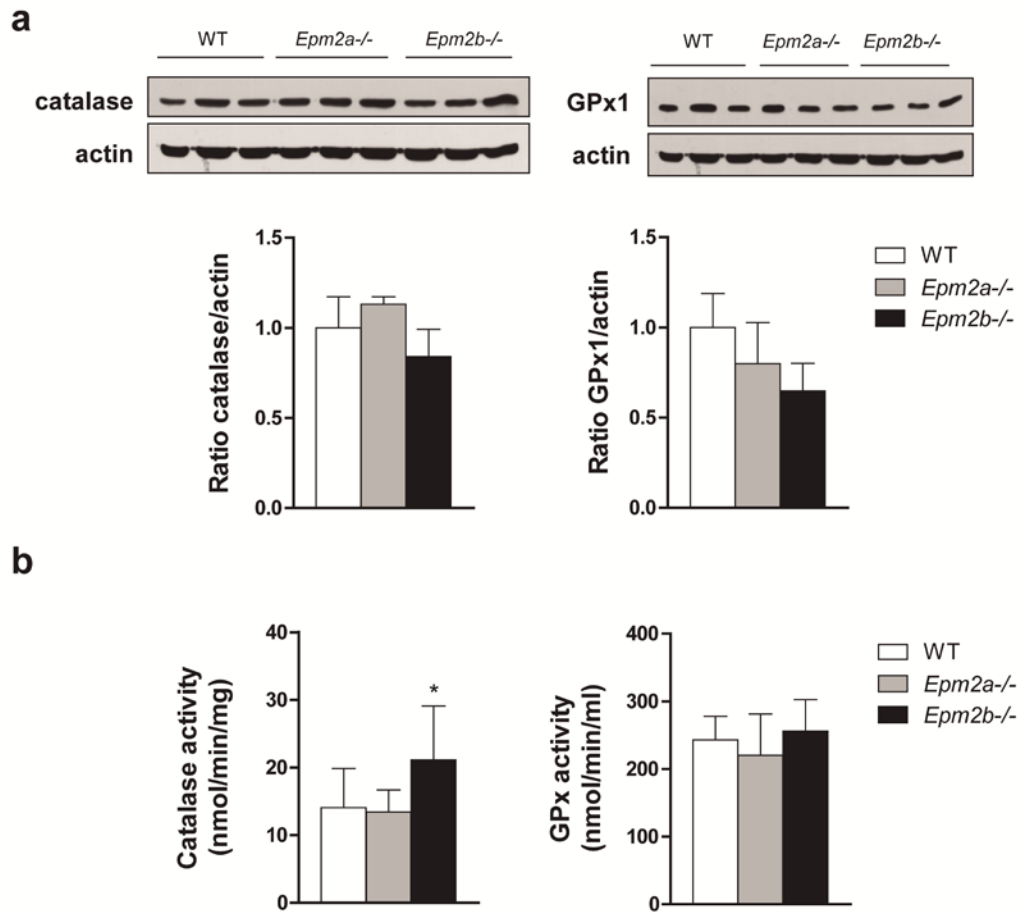 a
WT Epm2a-/- Epm2b-/-
catalase
actin
WT Epm2a-/- Epm2b-/-
GPx1
actin
Ratio catalase/actin
1.5
1.0
0.5
0.0
Ratio GPx1/actin
1.5
1.0
0.5
0.0
WT
Epm2a-/-
Epm2b-/-
b
Catalase activity
(nmol/min/mg)
40
30
20
10
0
*
GPx activity
(nmol/min/ml)
400
300
200
100
0
WT
Epm2a-/-
Epm2b-/-